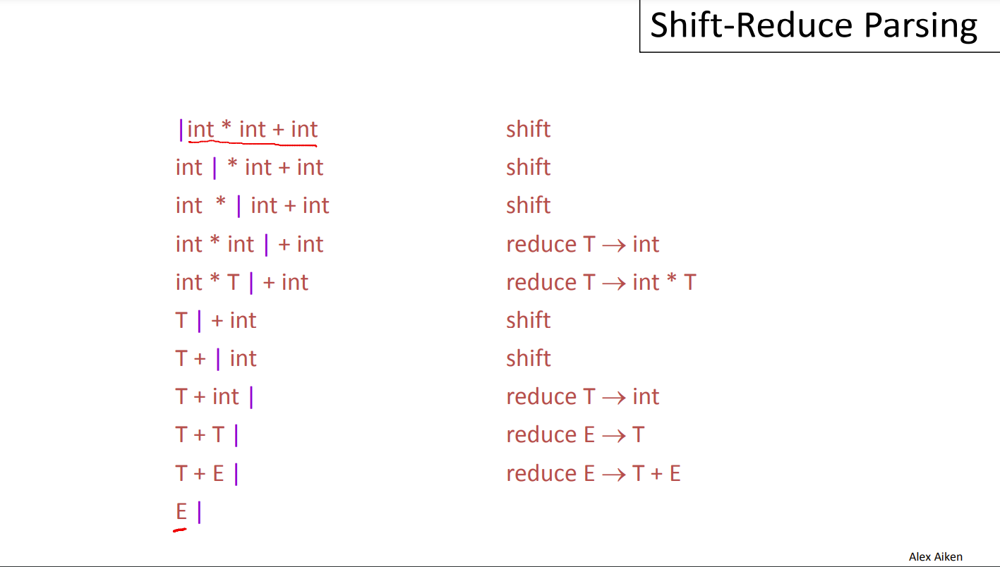 Shift-Reduce Parsing
|int * int + int shift
int | * int + int shift
int * | int + int shift
int * int | + int reduce T → int
int * T | + int reduce T → int * T
T | + int shift
T + | int shift
T + int | reduce T → int
T + T | reduce E → T
T + E | reduce E → T + E
E |
Alex Aiken